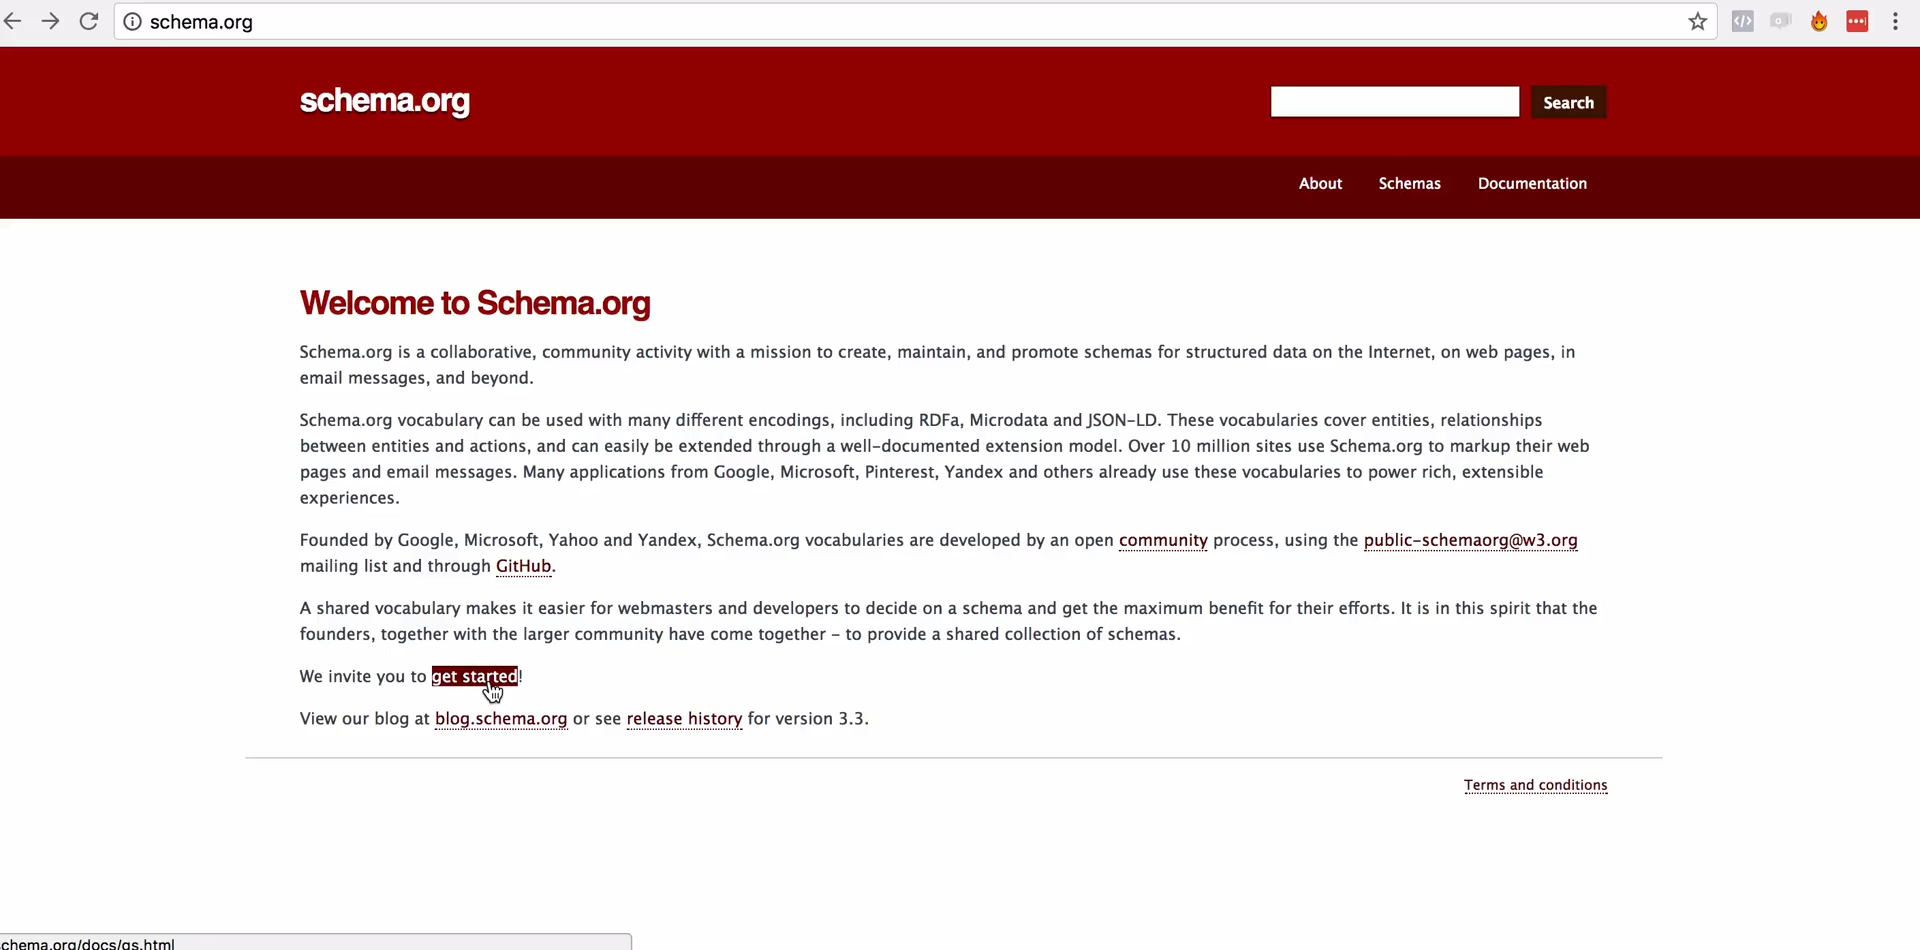 schema.org
schema.org
Search
About Schemas Documentation
Welcome to Schema.org
Schema.org is a collaborative, community activity with a mission to create, maintain, and promote schemas for structured data on the Internet, on web pages, in
email messages, and beyond.
Schema.org vocabulary can be used with many different encodings, including RDFa, Microdata and JSON-LD. These vocabularies cover entities, relationships
between entities and actions, and can easily be extended through a well-documented extension model. Over 10 million sites use Schema.org to markup their web
pages and email messages. Many applications from Google, Microsoft, Pinterest, Yandex and others already use these vocabularies to power rich, extensible
experiences.
Founded by Google, Microsoft, Yahoo and Yandex, Schema.org vocabularies are developed by an open community process, using the public-schemaorg@w3.org
mailing list and through GitHub.
A shared vocabulary makes it easier for webmasters and developers to decide on a schema and get the maximum benefit for their efforts. It is in this spirit that the
founders, together with the larger community have come together - to provide a shared collection of schemas.
We invite you to get started!
View our blog at blog.schema.org or see release history for version 3.3.
Terms and conditions
chema.org/docs/gs.html